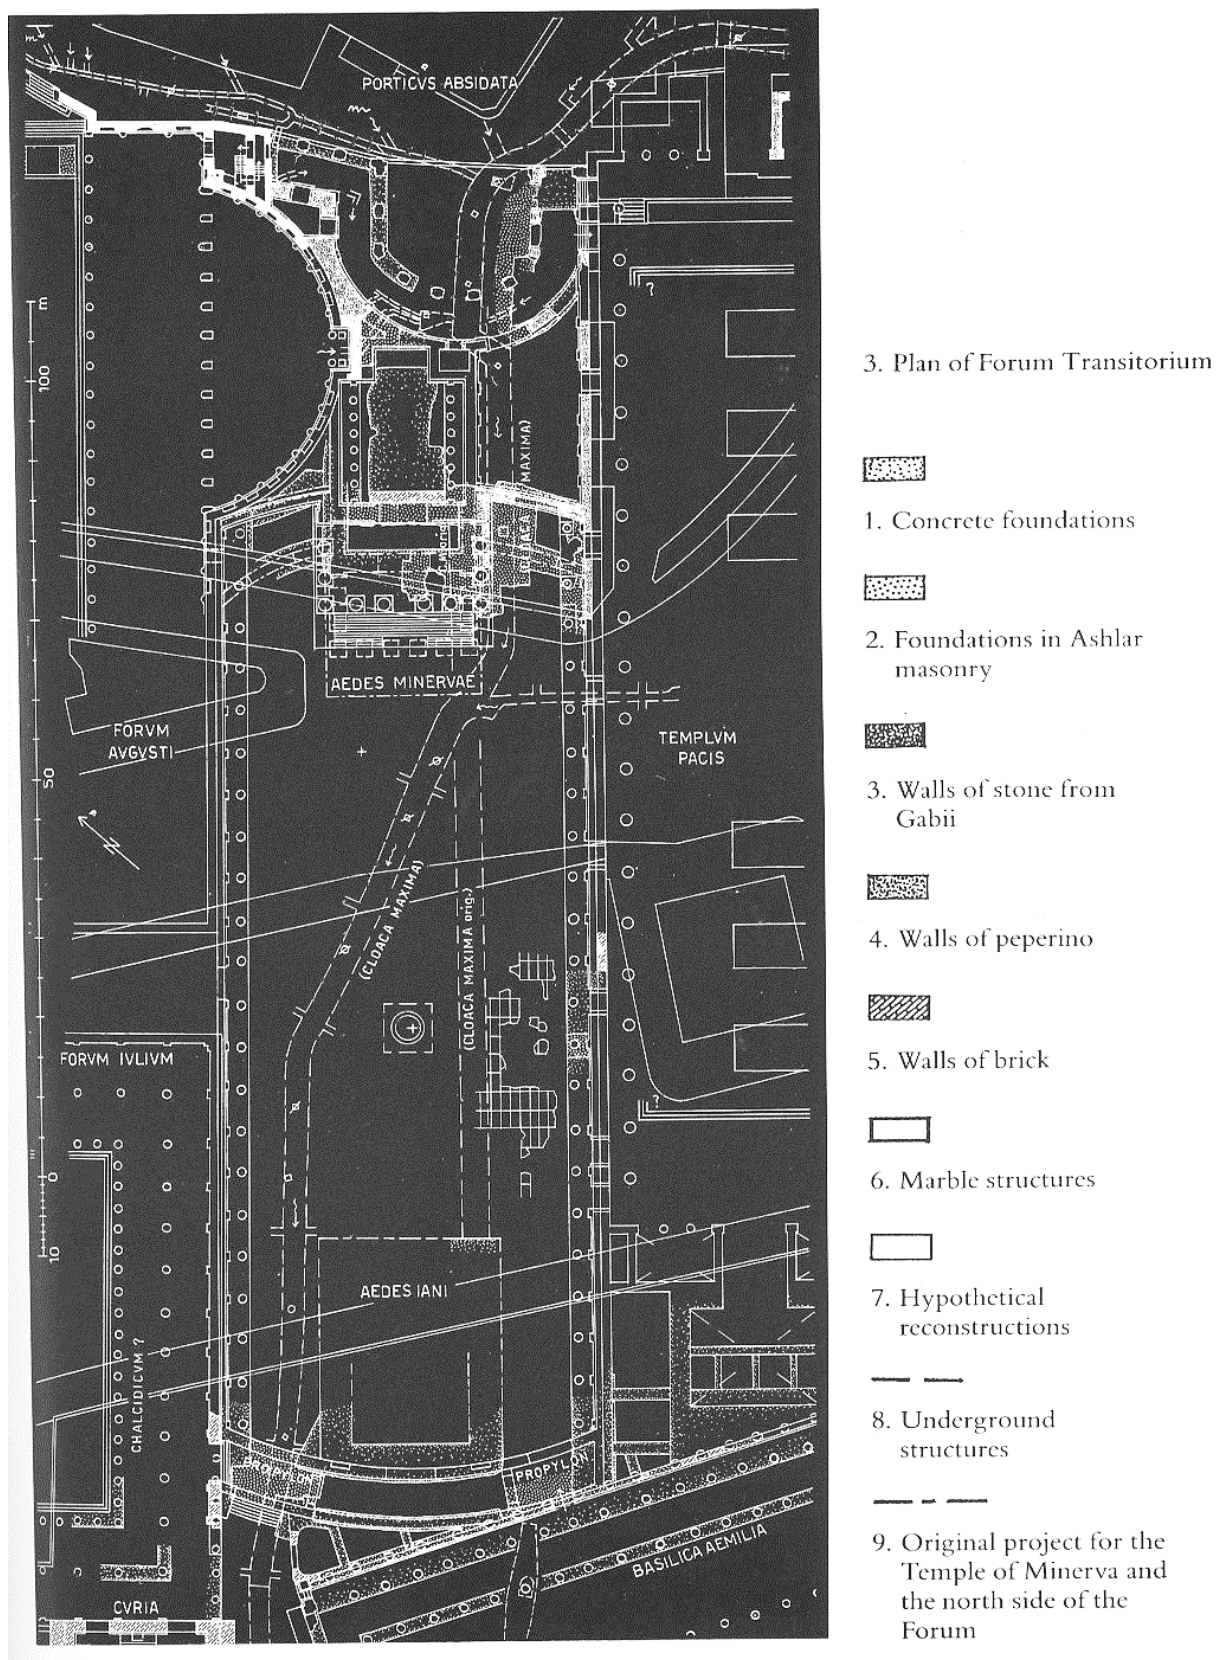 PORTICVS ABSIDATA
m
100
MAXIMA)
AEDES MINERVAE
FORVM
AVGVSTI
TEMPLVM
PACIS
?
50
N
(CLOACA MAXIMA)
(CLOACA MAXIMA orig.)
FORVM IVLIVM
?
0
10
AEDES IANI
CHALCIDICVM ?
PROPYLON
PROPYLON
BASILICA AEMILIA
CVRIA
3. Plan of Forum Transitorium
1. Concrete foundations
2. Foundations in Ashlar
masonry
3. Walls of stone from
Gabii
4. Walls of peperino
5. Walls of brick
6. Marble structures
7. Hypothetical
reconstructions
8. Underground
structures
9. Original project for the
Temple of Minerva and
the north side of the
Forum